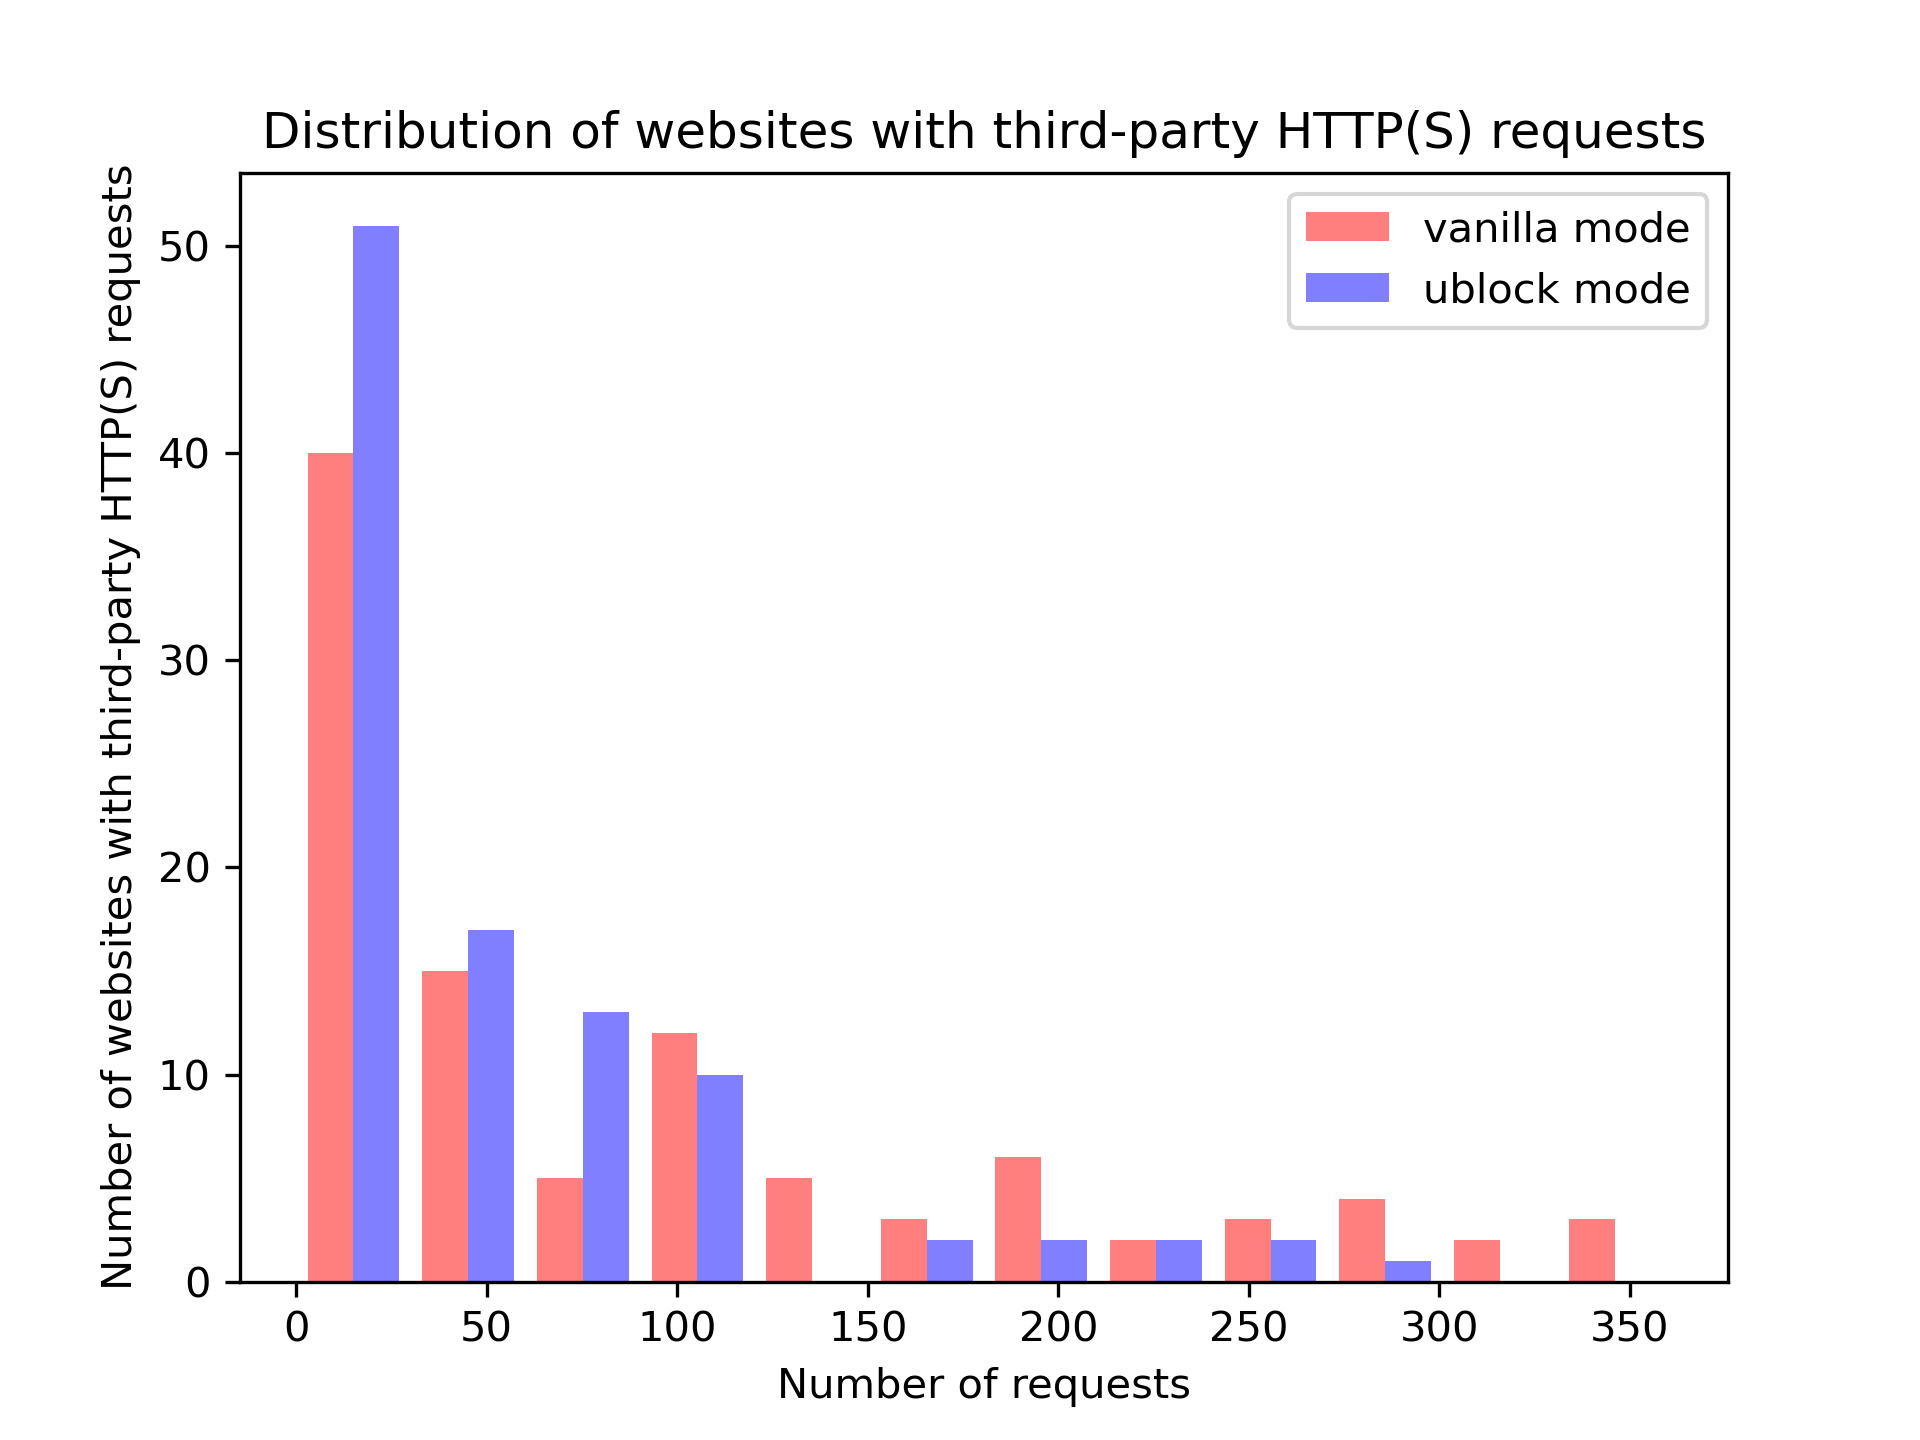 Distribution of websites with third-party HTTP(S) requests
vanilla mode
ublock mode
Number of websites with third-party HTTP(S) requests
50
40
30
20
10
0
0 50 100 150 200 250 300 350
Number of requests